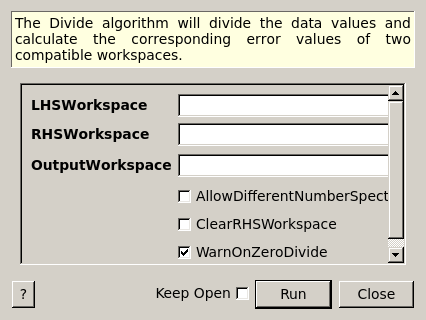 The Divide algorithm will divide the data values and
calculate the corresponding error values of two
compatible workspaces.
LHSWorkspace
RHSWorkspace
OutputWorkspace
AllowDifferentNumberSpect
ClearRHSWorkspace
WarnOnZeroDivide
? Keep Open Run Close